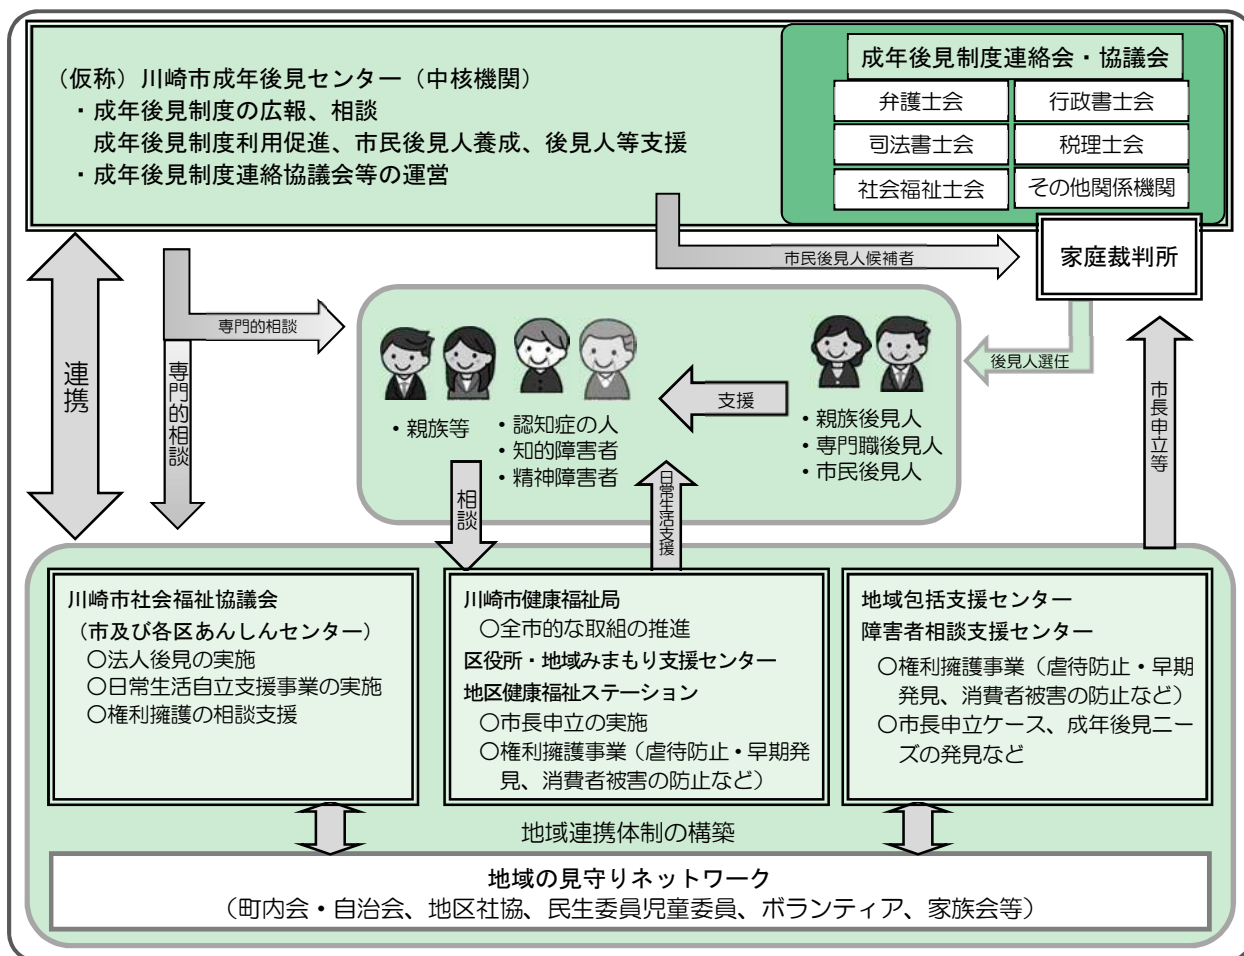 (仮称)川崎市成年後見センター(中核機関)
・成年後見制度の広報、相談
成年後見制度利用促進、市民後見人養成、後見人等支援
・成年後見制度連絡協議会等の運営
成年後見制度連絡会・協議会
弁護士会
行政書士会
司法書士会
税理士会
社会福祉士会
その他関係機関
市民後見人候補者
家庭裁判所
連携
専門的相談
専門的相談
後見人選任
市長申立等
支援
・親族等
・認知症の人
・知的障害者
・精神障害者
・親族後見人
・専門職後見人
・市民後見人
相談
日常生活支援
川崎市社会福祉協議会
(市及び各区あんしんセンター)
〇法人後見の実施
〇日常生活自立支援事業の実施
〇権利擁護の相談支援
川崎市健康福祉局
〇全市的な取組の推進
区役所・地域みまもり支援センター
地区健康福祉ステーション
〇市長申立の実施
〇権利擁護事業(虐待防止・早期発
見、消費者被害の防止など)
地域包括支援センター
障害者相談支援センター
〇権利擁護事業(虐待防止・早期
発見、消費者被害の防止など)
〇市長申立ケース、成年後見ニー
ズの発見など
地域連携体制の構築
地域の見守りネットワーク
(町内会・自治会、地区社協、民生委員児童委員、ボランティア、家族会等)